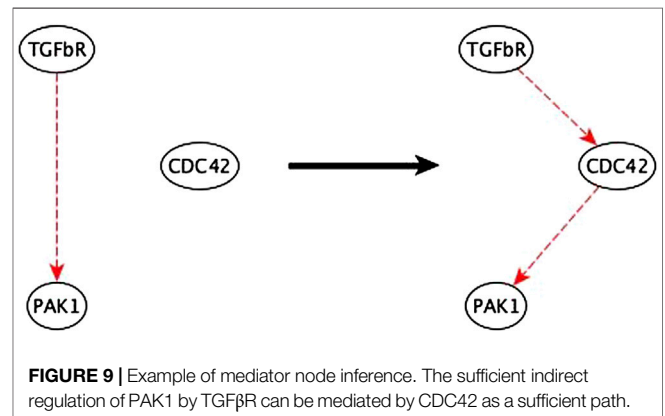 TGFbR
TGFbR
CDC42
CDC42
PAK1
PAK1
FIGURE 9 | Example of mediator node inference. The sufficient indirect
regulation of PAK1 by TGFβR can be mediated by CDC42 as a sufficient path.